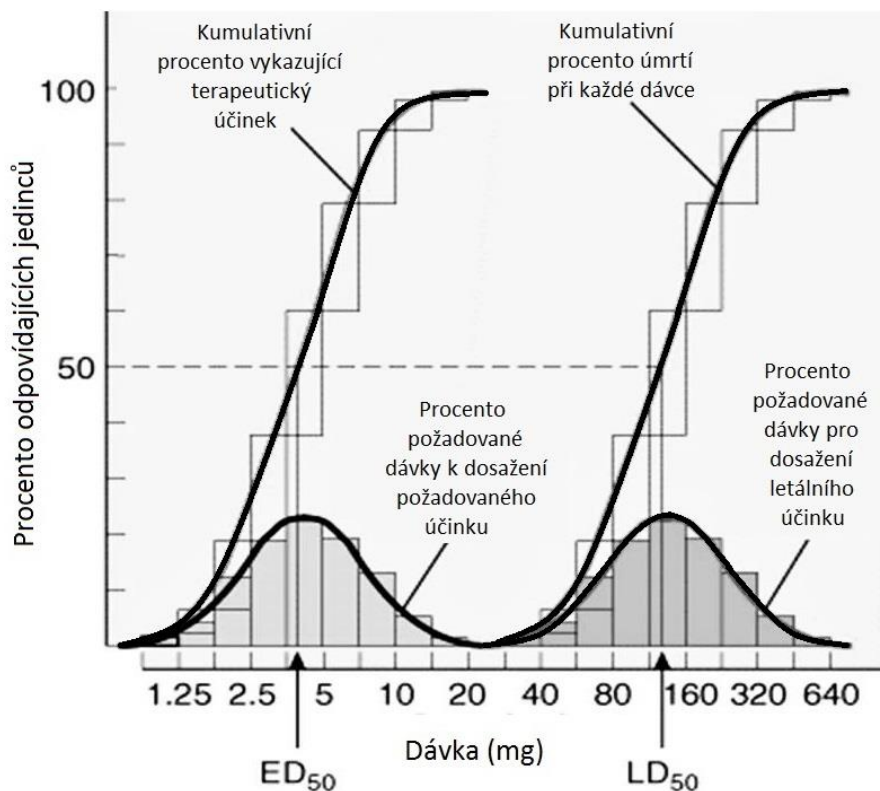 Kumulativní
procento vykazující
terapeutický
účinek
Kumulativní
procento úmrtí
při každé dávce
100
50
Procento odpovídajících jedinců
Procento
požadované
dávky k dosažení
požadovaného
účinku
Procento
požadované
dávky pro
dosažení
letálního
účinku
1.25 2.5 5 10 20 40 80 160 320 640
Dávka (mg)
ED50
LD50